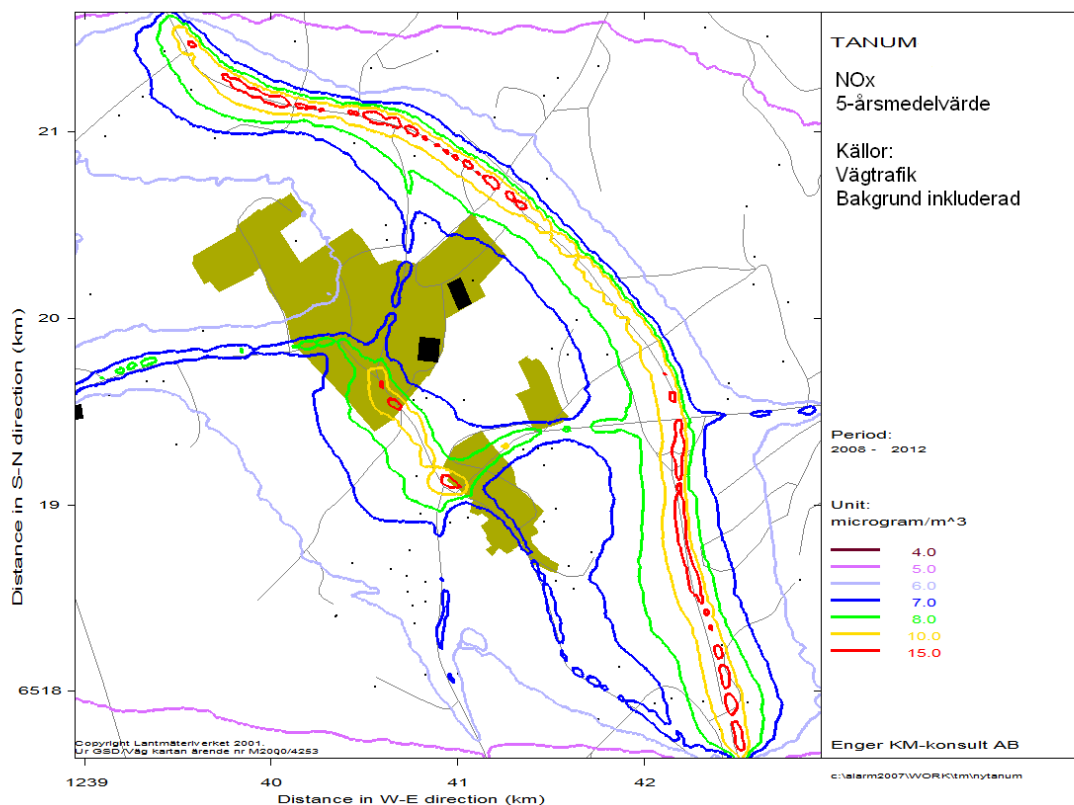 TANUM
NOx
5-årsmedelvärde
Källor:
Vägtrafik
Bakgrund inkluderad
Period:
2008 - 2012
Unit:
microgram/m^3
4.0
5.0
6.0
7.0
8.0
10.0
15.0
Enger KM-konsult AB
c:\alarm2007\WORK\tm\nytanum
Distance in S-N direction (km)
21
20
19
6518
Copyright Lantmäteriverket 2001.
Ur GSD/Väg kartan ärende nr M2000/4253
1239
40
41
42
Distance in W-E direction (km)